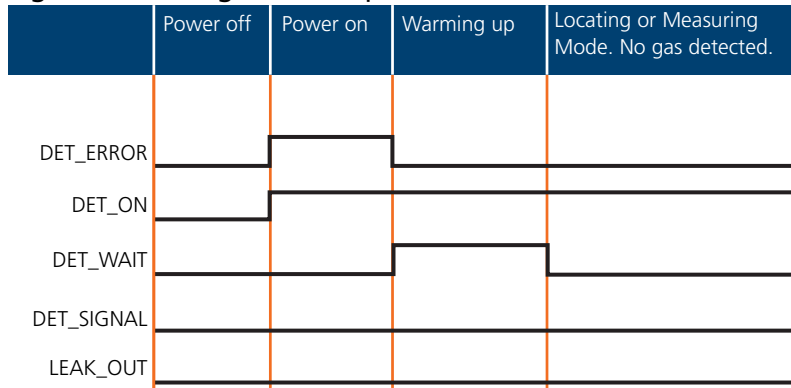 Power off Power on Warming up Locating or Measuring
Mode. No gas detected.
DET_ERROR
DET_ON
DET_WAIT
DET_SIGNAL
LEAK_OUT